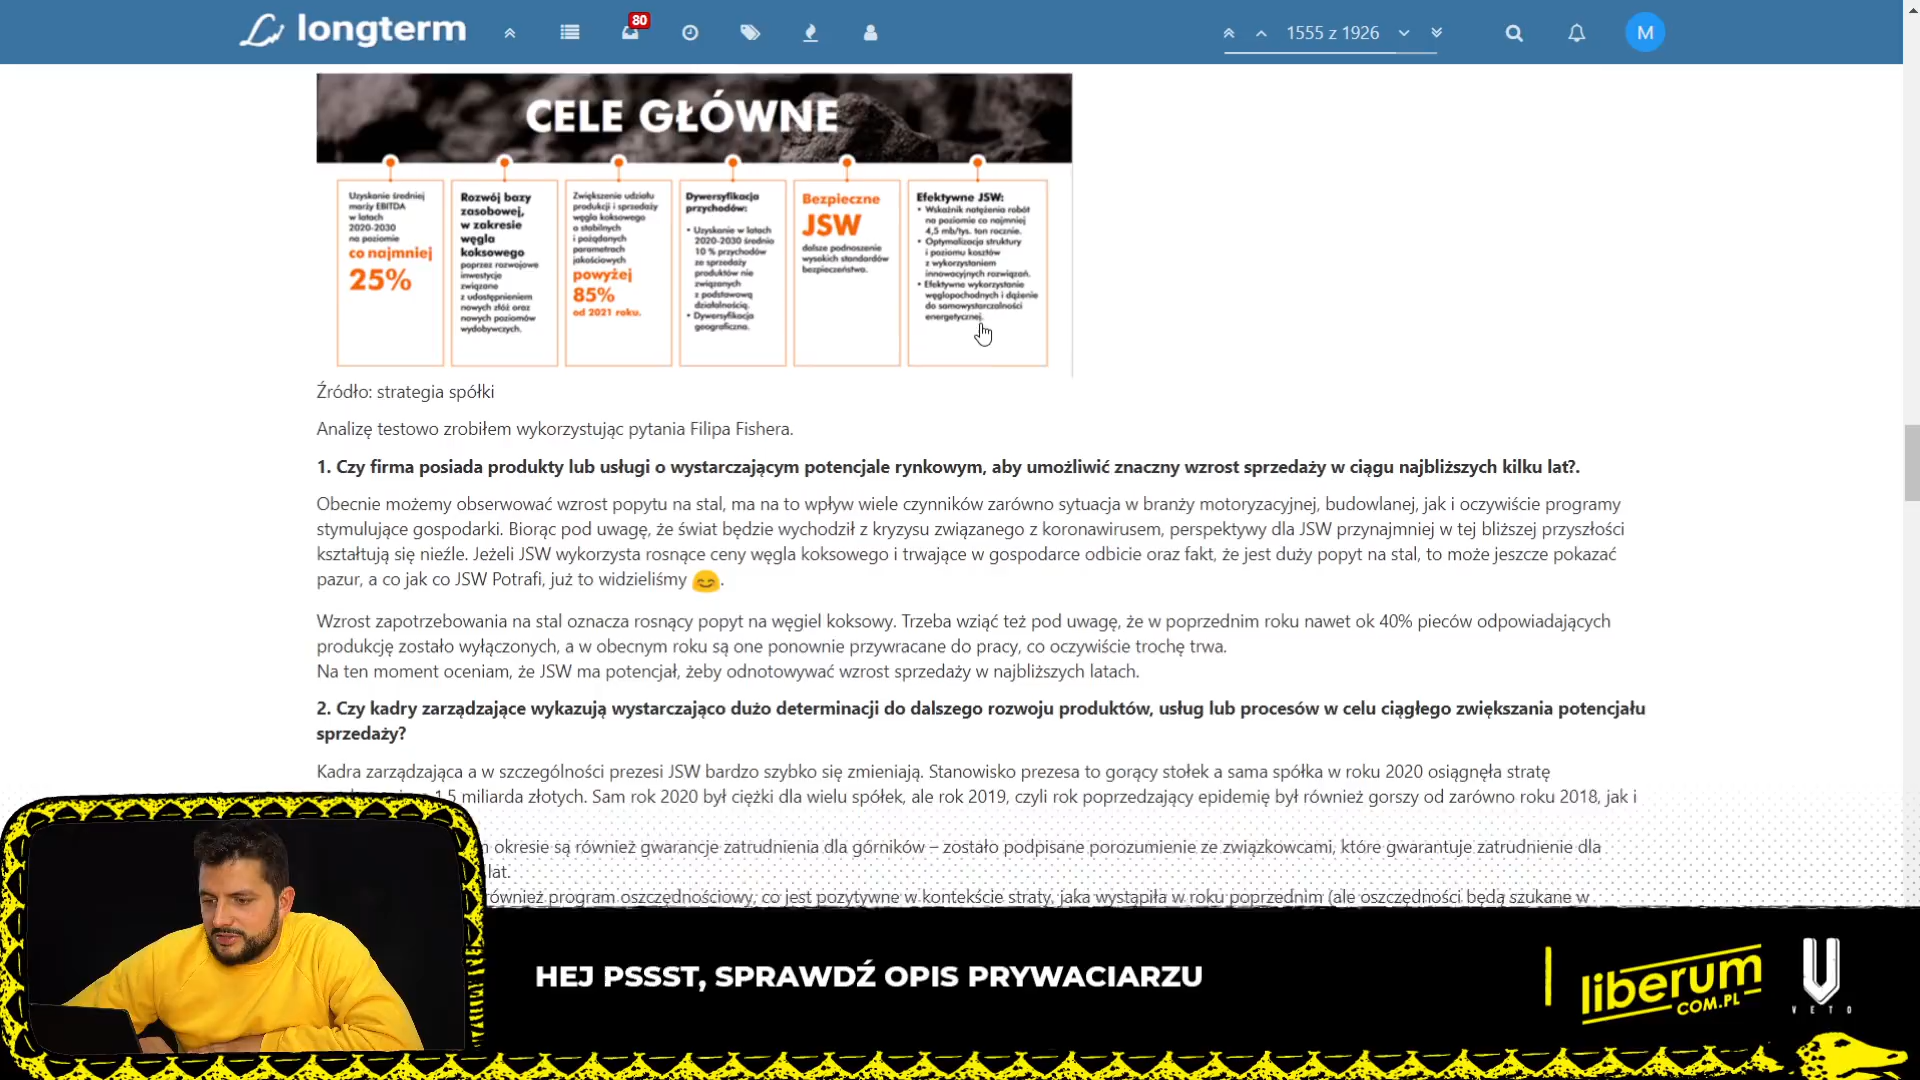 longterm
80
1555 z 1926
M
CELE GŁÓWNE
Uzyskanie średniej
marży EBITDA
w latach
2020-2030
na poziomie
co najmniej
25%
Rozwój bazy
zasobowej,
w zakresie
węgla
koksowego
poprzez rozwojowe
inwestycje
związane
z udostępnieniem
nowych złóż oraz
nowych poziomów
wydobywczych.
Zwiększenie udziału
produkcji i sprzedaży
węgla koksowego
o stabilnych
i pożądanych
parametrach
jakościowych
powyżej
85%
od 2021 roku.
Dywersyfikacja
przychodów:
• Uzyskanie w latach
2020-2030 średnio
10 % przychodów
ze sprzedaży
produktów nie
związanych
z podstawową
działalnością.
• Dywersyfikacja
geograficzna.
Bezpieczne
JSW
dalsze podnoszenie
wysokich standardów
bezpieczeństwa.
Efektywne JSW:
• Wskaźnik natężenia robót
na poziomie co najmniej
4,5 mb/tys. ton rocznie.
• Optymalizacja struktury
i poziomu kosztów
z wykorzystaniem
innowacyjnych rozwiązań.
• Efektywne wykorzystanie
węglopochodnych i dążenie
do samowystarczalności
energetycznej.
Źródło: strategia spółki
Analizę testowo zrobiłem wykorzystując pytania Filipa Fishera.
1. Czy firma posiada produkty lub usługi o wystarczającym potencjale rynkowym, aby umożliwić znaczny wzrost sprzedaży w ciągu najbliższych kilku lat?.
Obecnie możemy obserwować wzrost popytu na stal, ma na to wpływ wiele czynników zarówno sytuacja w branży motoryzacyjnej, budowlanej, jak i oczywiście programy
stymulujące gospodarki. Biorąc pod uwagę, że świat będzie wychodził z kryzysu związanego z koronawirusem, perspektywy dla JSW przynajmniej w tej bliższej przyszłości
kształtują się nieźle. Jeżeli JSW wykorzysta rosnące ceny węgla koksowego i trwające w gospodarce odbicie oraz fakt, że jest duży popyt na stal, to może jeszcze pokazać
pazur, a co jak co JSW Potrafi, już to widzieliśmy 😊.
Wzrost zapotrzebowania na stal oznacza rosnący popyt na węgiel koksowy. Trzeba wziąć też pod uwagę, że w poprzednim roku nawet ok 40% pieców odpowiadających
produkcję zostało wyłączonych, a w obecnym roku są one ponownie przywracane do pracy, co oczywiście trochę trwa.
Na ten moment oceniam, że JSW ma potencjał, żeby odnotowywać wzrost sprzedaży w najbliższych latach.
2. Czy kadry zarządzające wykazują wystarczająco dużo determinacji do dalszego rozwoju produktów, usług lub procesów w celu ciągłego zwiększania potencjału
sprzedaży?
Kadra zarządzająca a w szczególności prezesi JSW bardzo szybko się zmieniają. Stanowisko prezesa to gorący stołek a sama spółka w roku 2020 osiągnęła stratę
1,5 miliarda złotych. Sam rok 2020 był ciężki dla wielu spółek, ale rok 2019, czyli rok poprzedzający epidemię był również gorszy od zarówno roku 2018, jak i
okresie są również gwarancje zatrudnienia dla górników – zostało podpisane porozumienie ze związkowcami, które gwarantuje zatrudnienie dla
lat.
ównież program oszczędnościowy, co jest pozytywne w kontekście straty, jaka wystąpiła w roku poprzednim (ale oszczędności będą szukane w
HEJ PSSST, SPRAWDŹ OPIS PRYWACIARZU
liberum
COM.PL
VETO